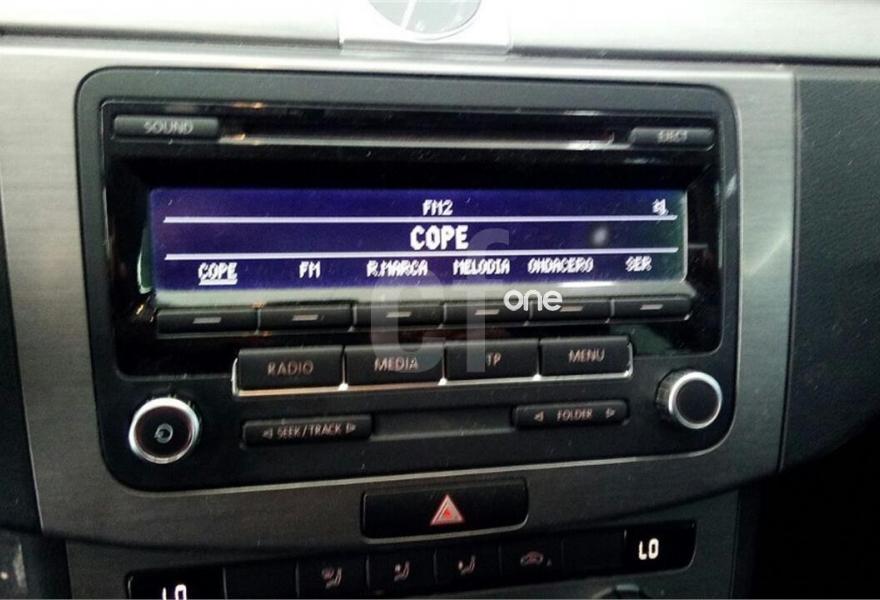 SOUND
EJECT
FM2
COPE
COPE FM R.MARCA MELODIA ONDACERO SER
cf one
RADIO MEDIA TP MENU
SEEK/TRACK FOLDER
LO
LO